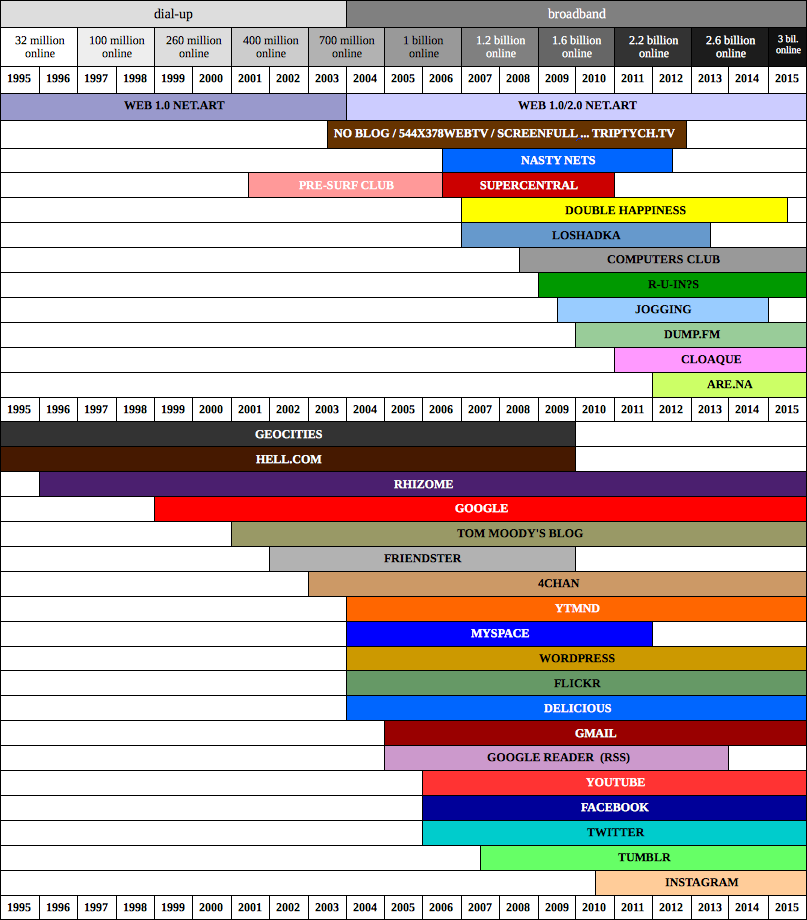 dial-up broadband
32 million online 100 million online 260 million online 400 million online 700 million online 1 billion online 1.2 billion online 1.6 billion online 2.2 billion online 2.6 billion online 3 bil. online
1995 1996 1997 1998 1999 2000 2001 2002 2003 2004 2005 2006 2007 2008 2009 2010 2011 2012 2013 2014 2015
WEB 1.0 NET.ART WEB 1.0/2.0 NET.ART
NO BLOG / 544X378WEBTV / SCREENFULL ... TRIPTYCH.TV
NASTY NETS
PRE-SURF CLUB SUPERCENTRAL
DOUBLE HAPPINESS
LOSHADKA
COMPUTERS CLUB
R-U-IN?S
JOGGING
DUMP.FM
CLOAQUE
ARE.NA
1995 1996 1997 1998 1999 2000 2001 2002 2003 2004 2005 2006 2007 2008 2009 2010 2011 2012 2013 2014 2015
GEOCITIES
HELL.COM
RHIZOME
GOOGLE
TOM MOODY'S BLOG
FRIENDSTER
4CHAN
YTMND
MYSPACE
WORDPRESS
FLICKR
DELICIOUS
GMAIL
GOOGLE READER (RSS)
YOUTUBE
FACEBOOK
TWITTER
TUMBLR
INSTAGRAM
1995 1996 1997 1998 1999 2000 2001 2002 2003 2004 2005 2006 2007 2008 2009 2010 2011 2012 2013 2014 2015